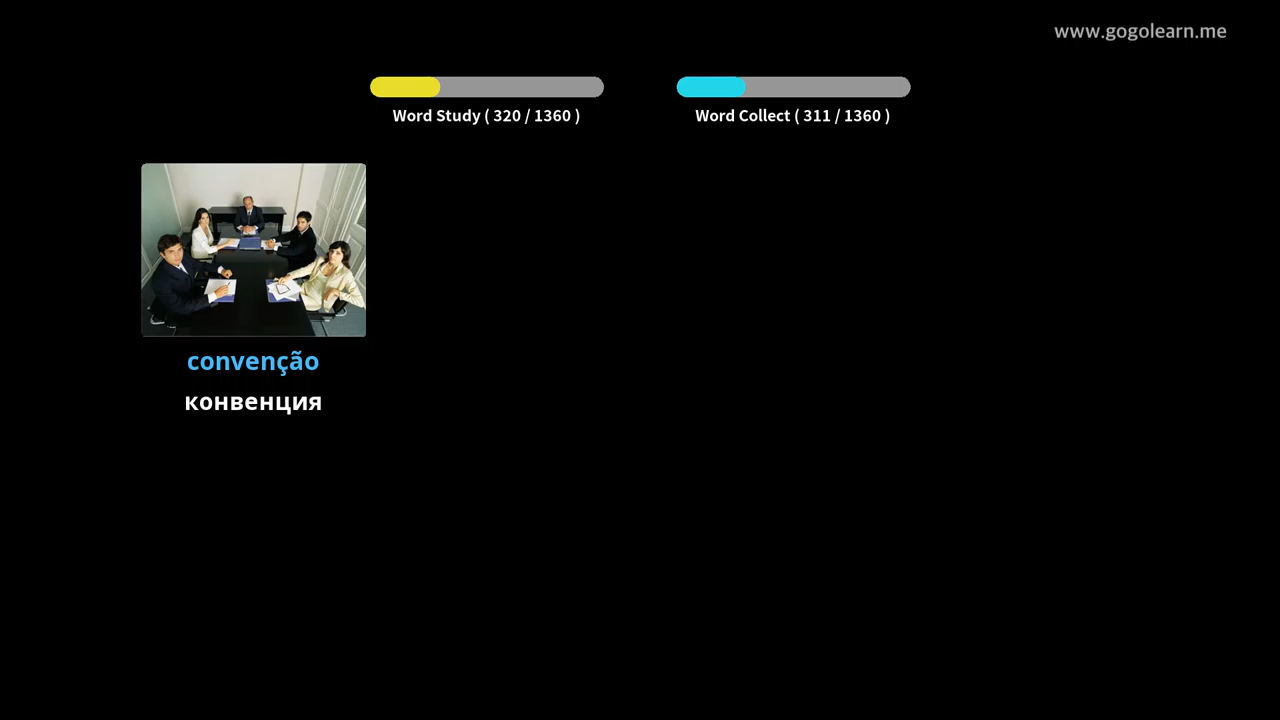 www.gogolearn.me
Word Study ( 320 / 1360 )
Word Collect ( 311 / 1360 )
convenção
конвенция